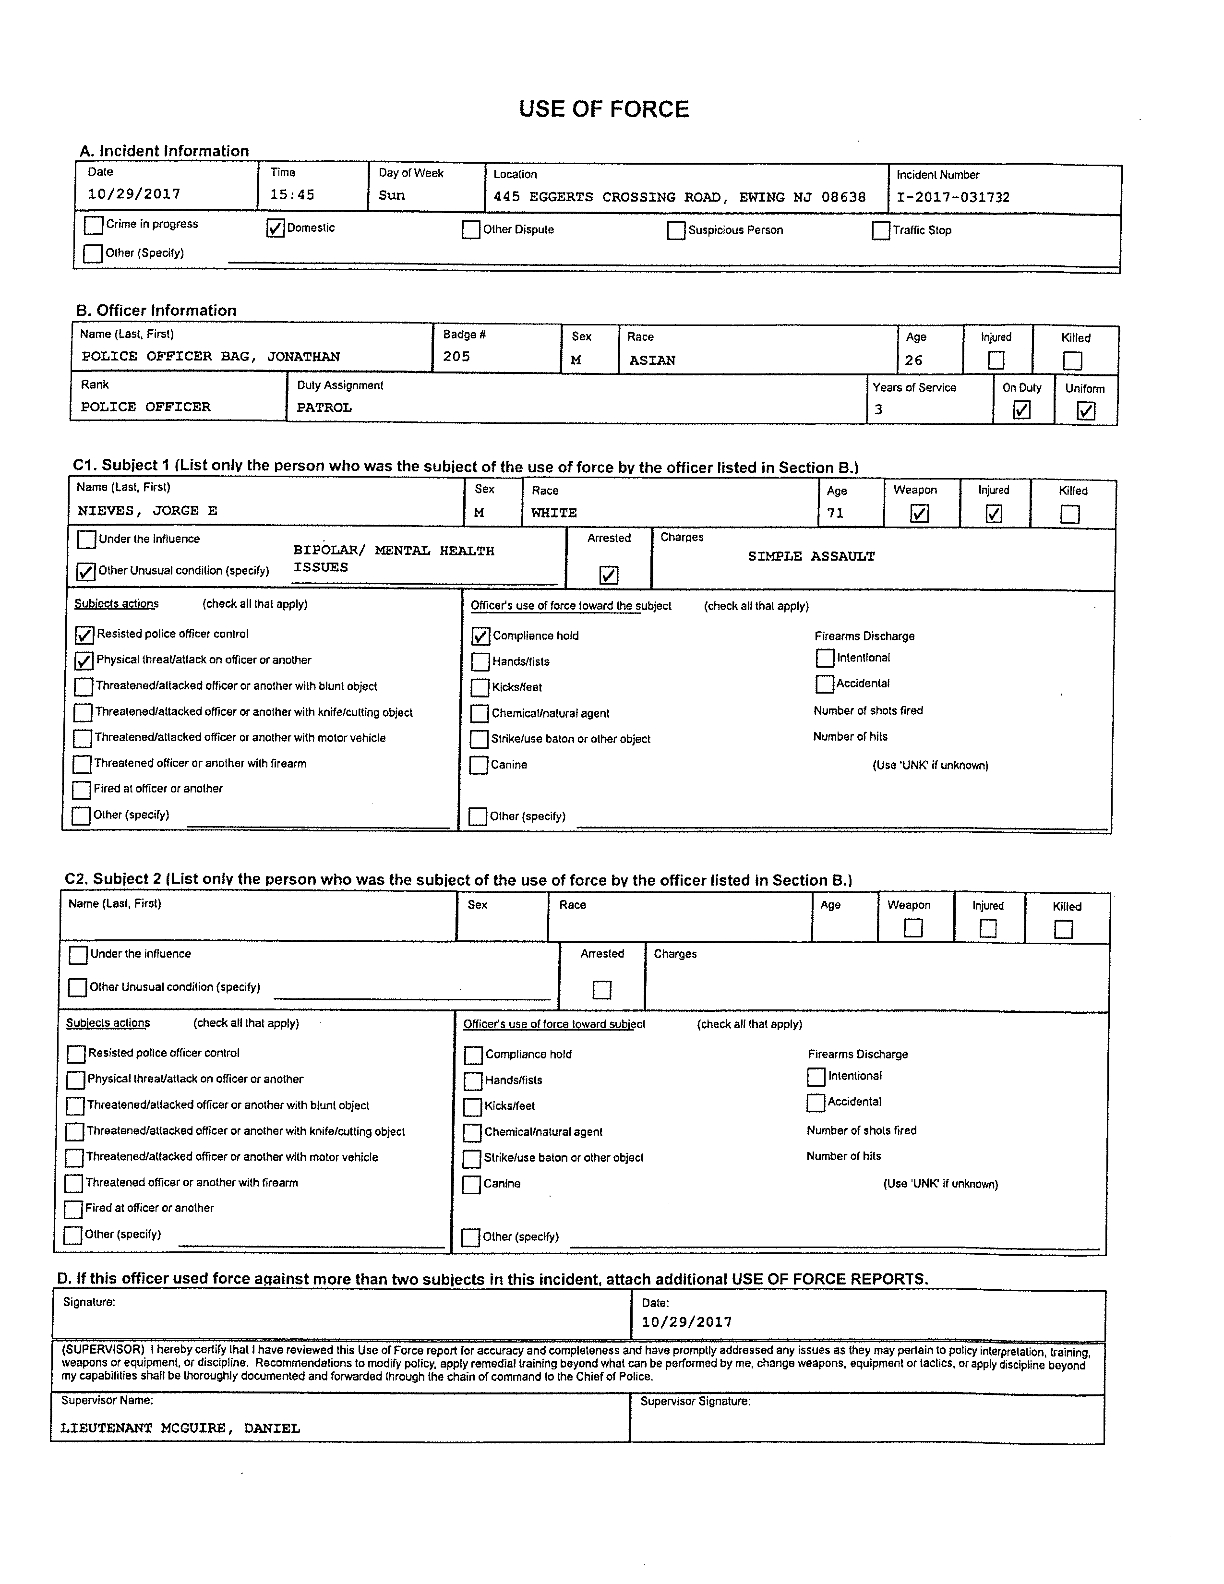 USE OF FORCE
A. Incident Information
Date Time Day of Week Location Incident Number
10/29/2017 15:45 Sun 445 EGGERTS CROSSING ROAD, EWING NJ 08638 I-2017-031732
Crime in progress Domestic Other Dispute Suspicious Person Traffic Stop
Other (Specify)
B. Officer Information
Name (Last, First) Badge # Sex Race Age Injured Killed
POLICE OFFICER BAG, JONATHAN 205 M ASIAN 26
Rank Duty Assignment Years of Service On Duty Uniform
POLICE OFFICER PATROL 3
C1. Subject 1 (List only the person who was the subject of the use of force by the officer listed in Section B.)
Name (Last, First) Sex Race Age Weapon Injured Killed
NIEVES, JORGE E M WHITE 71
Under the influence Arrested Charges
BIPOLAR/ MENTAL HEALTH SIMPLE ASSAULT
Other Unusual condition (specify) ISSUES
Subjects actions (check all that apply) Officer's use of force toward the subject (check all that apply)
Resisted police officer control Compliance hold Firearms Discharge
Physical threat/attack on officer or another Hands/fists Intentional
Threatened/attacked officer or another with blunt object Kicks/feet Accidental
Threatened/attacked officer or another with knife/cutting object Chemical/natural agent Number of shots fired
Threatened/attacked officer or another with motor vehicle Strike/use baton or other object Number of hits
Threatened officer or another with firearm Canine (Use 'UNK' if unknown)
Fired at officer or another
Other (specify) Other (specify)
C2. Subject 2 (List only the person who was the subject of the use of force by the officer listed in Section B.)
Name (Last, First) Sex Race Age Weapon Injured Killed
Under the influence Arrested Charges
Other Unusual condition (specify)
Subjects actions (check all that apply) Officer's use of force toward subject (check all that apply)
Resisted police officer control Compliance hold Firearms Discharge
Physical threat/attack on officer or another Hands/fists Intentional
Threatened/attacked officer or another with blunt object Kicks/feet Accidental
Threatened/attacked officer or another with knife/cutting object Chemical/natural agent Number of shots fired
Threatened/attacked officer or another with motor vehicle Strike/use baton or other object Number of hits
Threatened officer or another with firearm Canine (Use 'UNK' if unknown)
Fired at officer or another
Other (specify) Other (specify)
D. If this officer used force against more than two subjects in this incident, attach additional USE OF FORCE REPORTS.
Signature: Date:
10/29/2017
(SUPERVISOR) I hereby certify that I have reviewed this Use of Force report for accuracy and completeness and have promptly addressed any issues as they may pertain to policy interpretation, training,
weapons or equipment, or discipline. Recommendations to modify policy, apply remedial training beyond what can be performed by me, change weapons, equipment or tactics, or apply discipline beyond
my capabilities shall be thoroughly documented and forwarded through the chain of command to the Chief of Police.
Supervisor Name: Supervisor Signature:
LIEUTENANT MCGUIRE, DANIEL